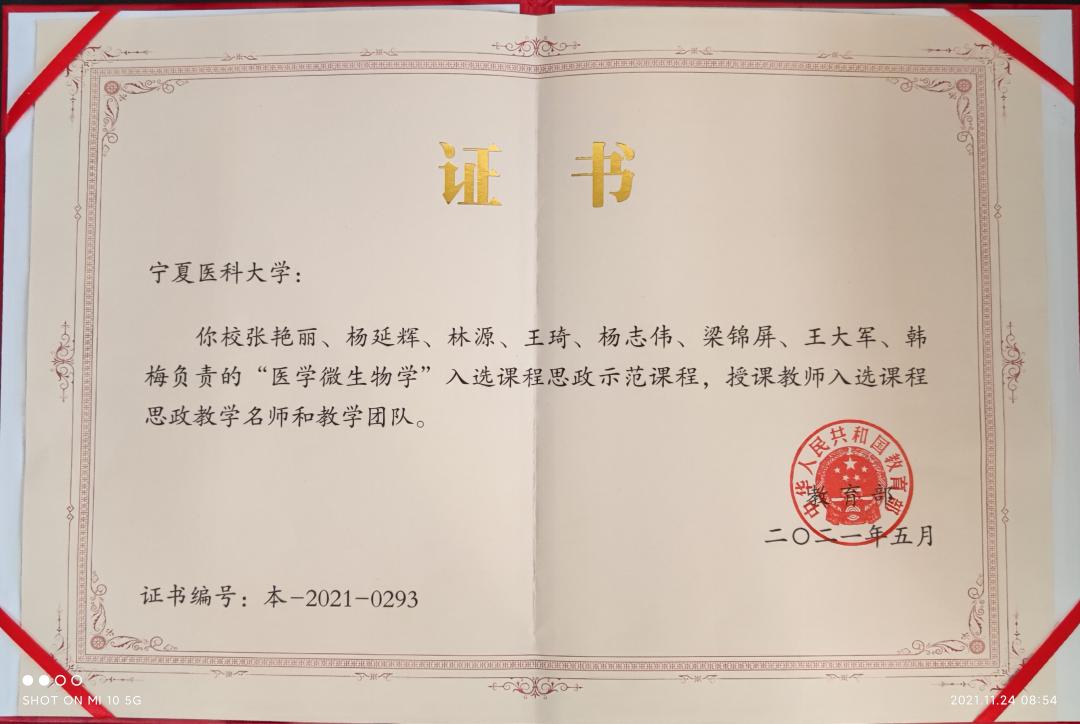 证书
宁夏医科大学：
你校张艳丽、杨延辉、林源、王琦、杨志伟、梁锦屏、王大军、韩
梅负责的“医学微生物学”入选课程思政示范课程，授课教师入选课程
思政教学名师和教学团队。
中华人民共和国教育部
教育部
二〇二一年五月
证书编号：本-2021-0293
SHOT ON MI 10 5G
2021.11.24 08:54